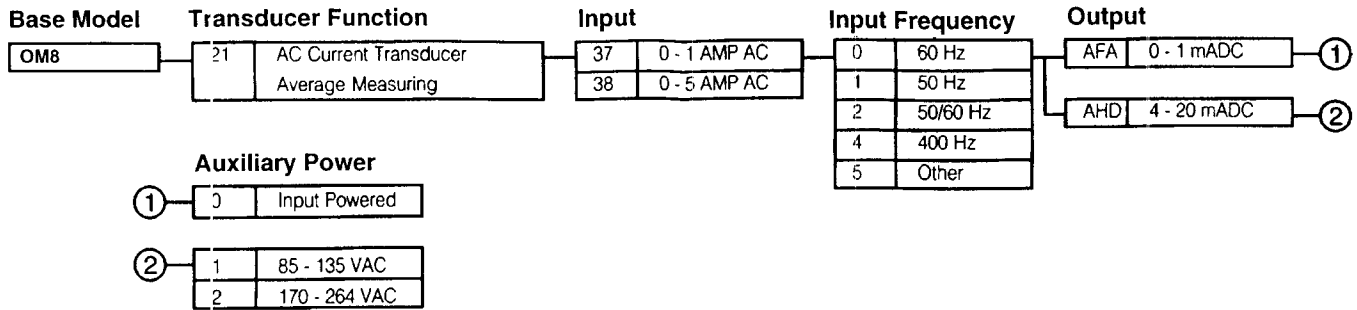 Base Model Transducer Function Input Input Frequency Output
OM8 21 AC Current Transducer 37 0 - 1 AMP AC 0 60 Hz AFA 0 - 1 mADC 1
Average Measuring 38 0 - 5 AMP AC 1 50 Hz
2 50/60 Hz AHD 4 - 20 mADC 2
4 400 Hz
5 Other
Auxiliary Power
1 0 Input Powered
2 1 85 - 135 VAC
2 170 - 264 VAC